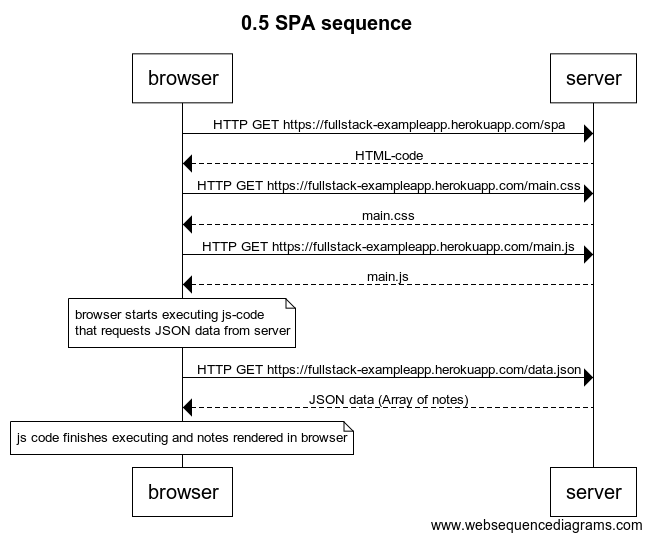 0.5 SPA sequence
browser
server
HTTP GET https://fullstack-exampleapp.herokuapp.com/spa
HTML-code
HTTP GET https://fullstack-exampleapp.herokuapp.com/main.css
main.css
HTTP GET https://fullstack-exampleapp.herokuapp.com/main.js
main.js
browser starts executing js-code
that requests JSON data from server
HTTP GET https://fullstack-exampleapp.herokuapp.com/data.json
JSON data (Array of notes)
js code finishes executing and notes rendered in browser
browser
server
www.websequencediagrams.com